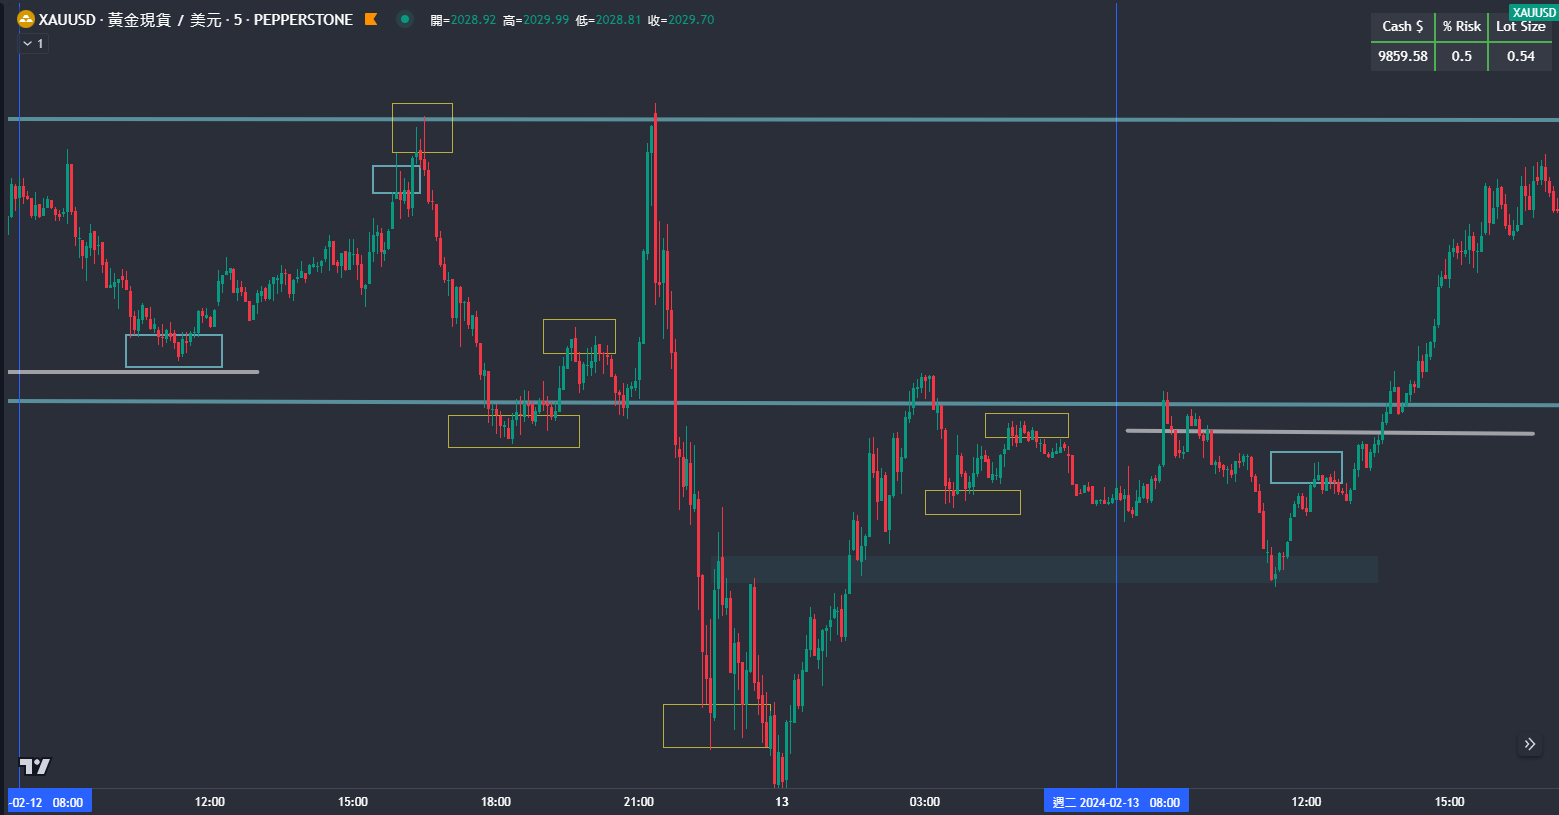 XAUUSD · 黃金現貨 / 美元 · 5 · PEPPERSTONE 開=2028.92 高=2029.99 低=2028.81 收=2029.70
1
XAUUSD
Cash $ % Risk Lot Size
9859.58 0.5 0.54
-02-12 08:00 12:00 15:00 18:00 21:00 13 03:00 週二 2024-02-13 08:00 12:00 15:00